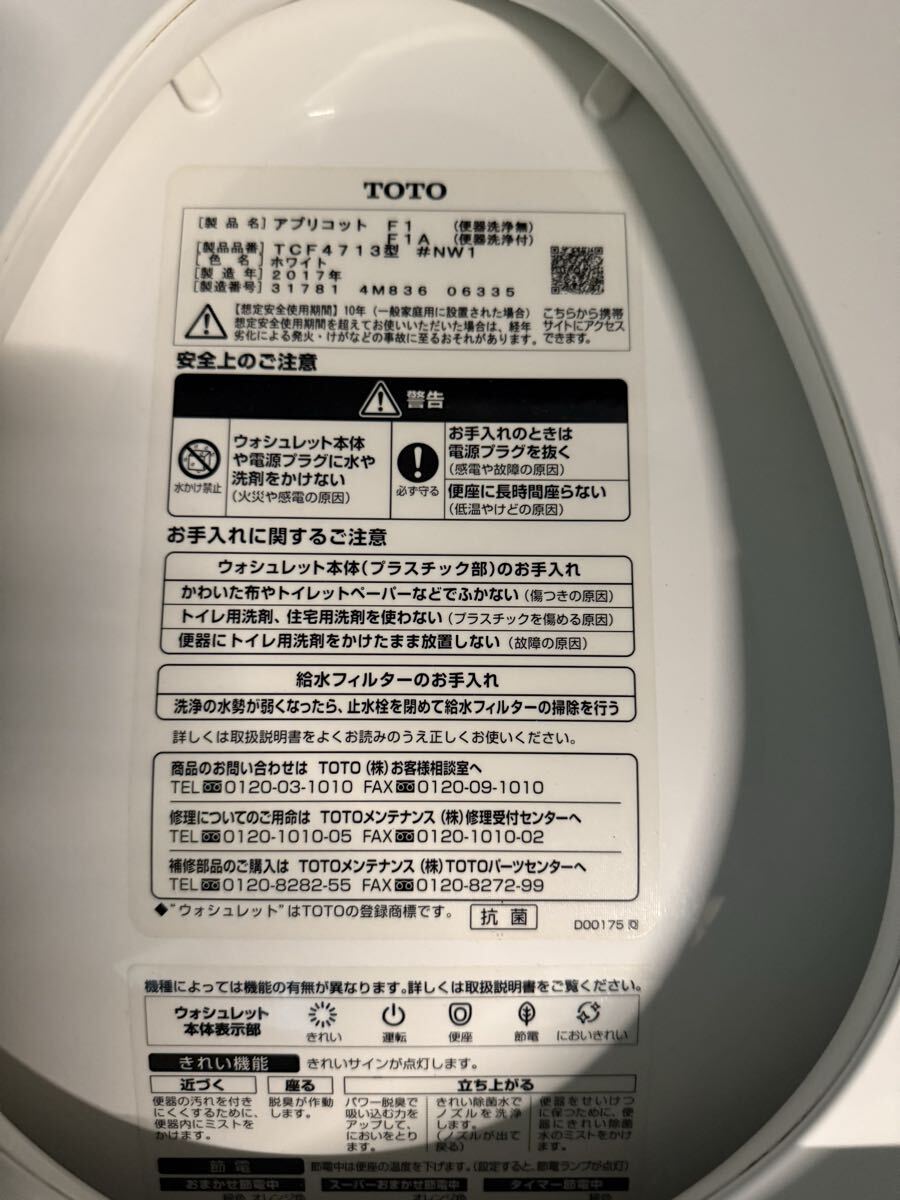 TOTO
[製品名] アプリコット F1 (便器洗浄無)
F1A (便器洗浄付)
[製品品番] TCF4713型 #NW1
[色名] ホワイト
[製造年] 2017年
[製造番号] 31781 4M836 06335
【想定安全使用期間】10年(一般家庭用に設置された場合)
想定安全使用期間を超えてお使いいただいた場合は、経年
劣化による発火・けがなどの事故に至るおそれがあります。
こちらから携帯
サイトにアクセス
できます。
安全上のご注意
警告
水かけ禁止
ウォシュレット本体
や電源プラグに水や
洗剤をかけない
(火災や感電の原因)
必ず守る
お手入れのときは
電源プラグを抜く
(感電や故障の原因)
便座に長時間座らない
(低温やけどの原因)
お手入れに関するご注意
ウォシュレット本体(プラスチック部)のお手入れ
かわいた布やトイレットペーパーなどでふかない(傷つきの原因)
トイレ用洗剤、住宅用洗剤を使わない(プラスチックを傷める原因)
便器にトイレ用洗剤をかけたまま放置しない(故障の原因)
給水フィルターのお手入れ
洗浄の水勢が弱くなったら、止水栓を閉めて給水フィルターの掃除を行う
詳しくは取扱説明書をよくお読みのうえ正しくお使いください。
商品のお問い合わせは TOTO(株)お客様相談室へ
TEL 0120-03-1010 FAX 0120-09-1010
修理についてのご用命は TOTOメンテナンス(株)修理受付センターへ
TEL 0120-1010-05 FAX 0120-1010-02
補修部品のご購入は TOTOメンテナンス(株)TOTOパーツセンターへ
TEL 0120-8282-55 FAX 0120-8272-99
◆"ウォシュレット"はTOTOの登録商標です。
抗菌
D00175
機種によっては機能の有無が異なります。詳しくは取扱説明書をご覧ください。
ウォシュレット
本体表示部
きれい 運転 便座 節電 においきれい
きれい機能 きれいサインが点灯します。
近づく 座る 立ち上がる
便器の汚れを付き
にくくするために、
便器内にミストを
かけます。
脱臭が作動
します。
パワー脱臭で
吸い込む力を
アップして、
においをとり
ます。
きれい除菌水で
ノズルを洗浄
します。
(ノズルが出て
戻る)
便器をせいけつ
に保つために、便
器にきれい除菌
水のミストをかけ
ます。
節電 節電中は便座の温度を下げます。(設定すると、節電ランプが点灯)
おまかせ節電中 スーパーおまかせ節電中 タイマー節電中